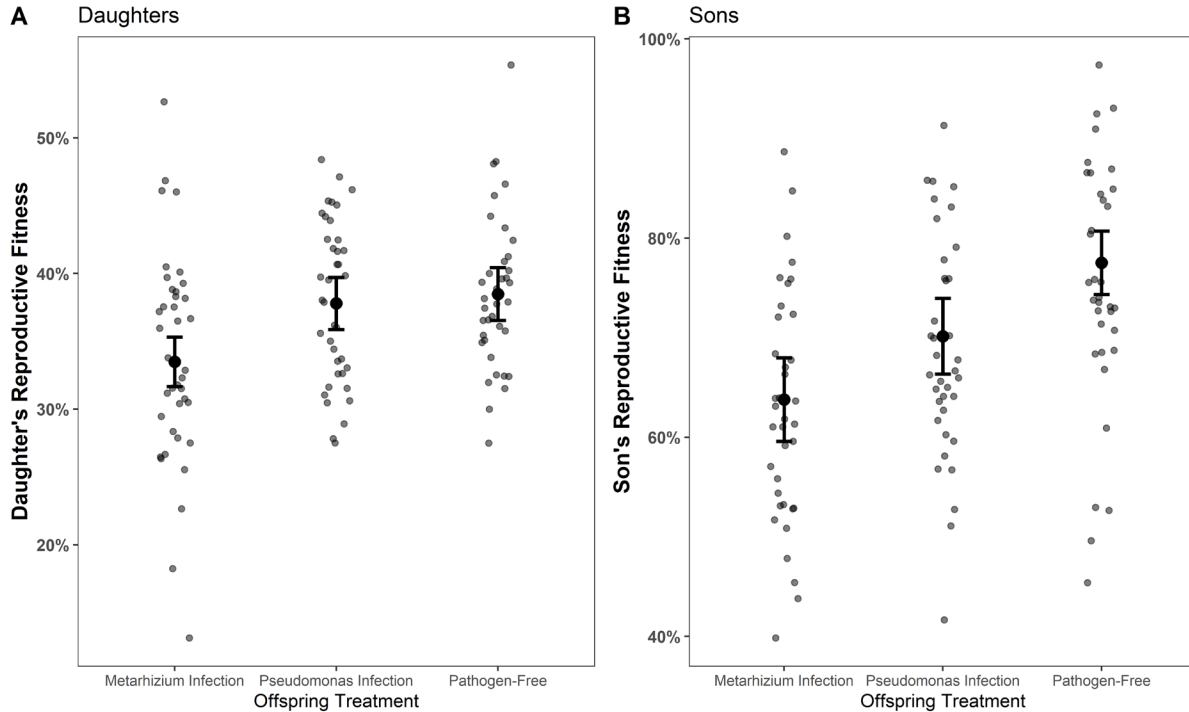 A
Daughters
Daughter's Reproductive Fitness
50%
40%
30%
20%
Metarhizium Infection
Pseudomonas Infection
Pathogen-Free
Offspring Treatment
B
Sons
Son's Reproductive Fitness
100%
80%
60%
40%
Metarhizium Infection
Pseudomonas Infection
Pathogen-Free
Offspring Treatment